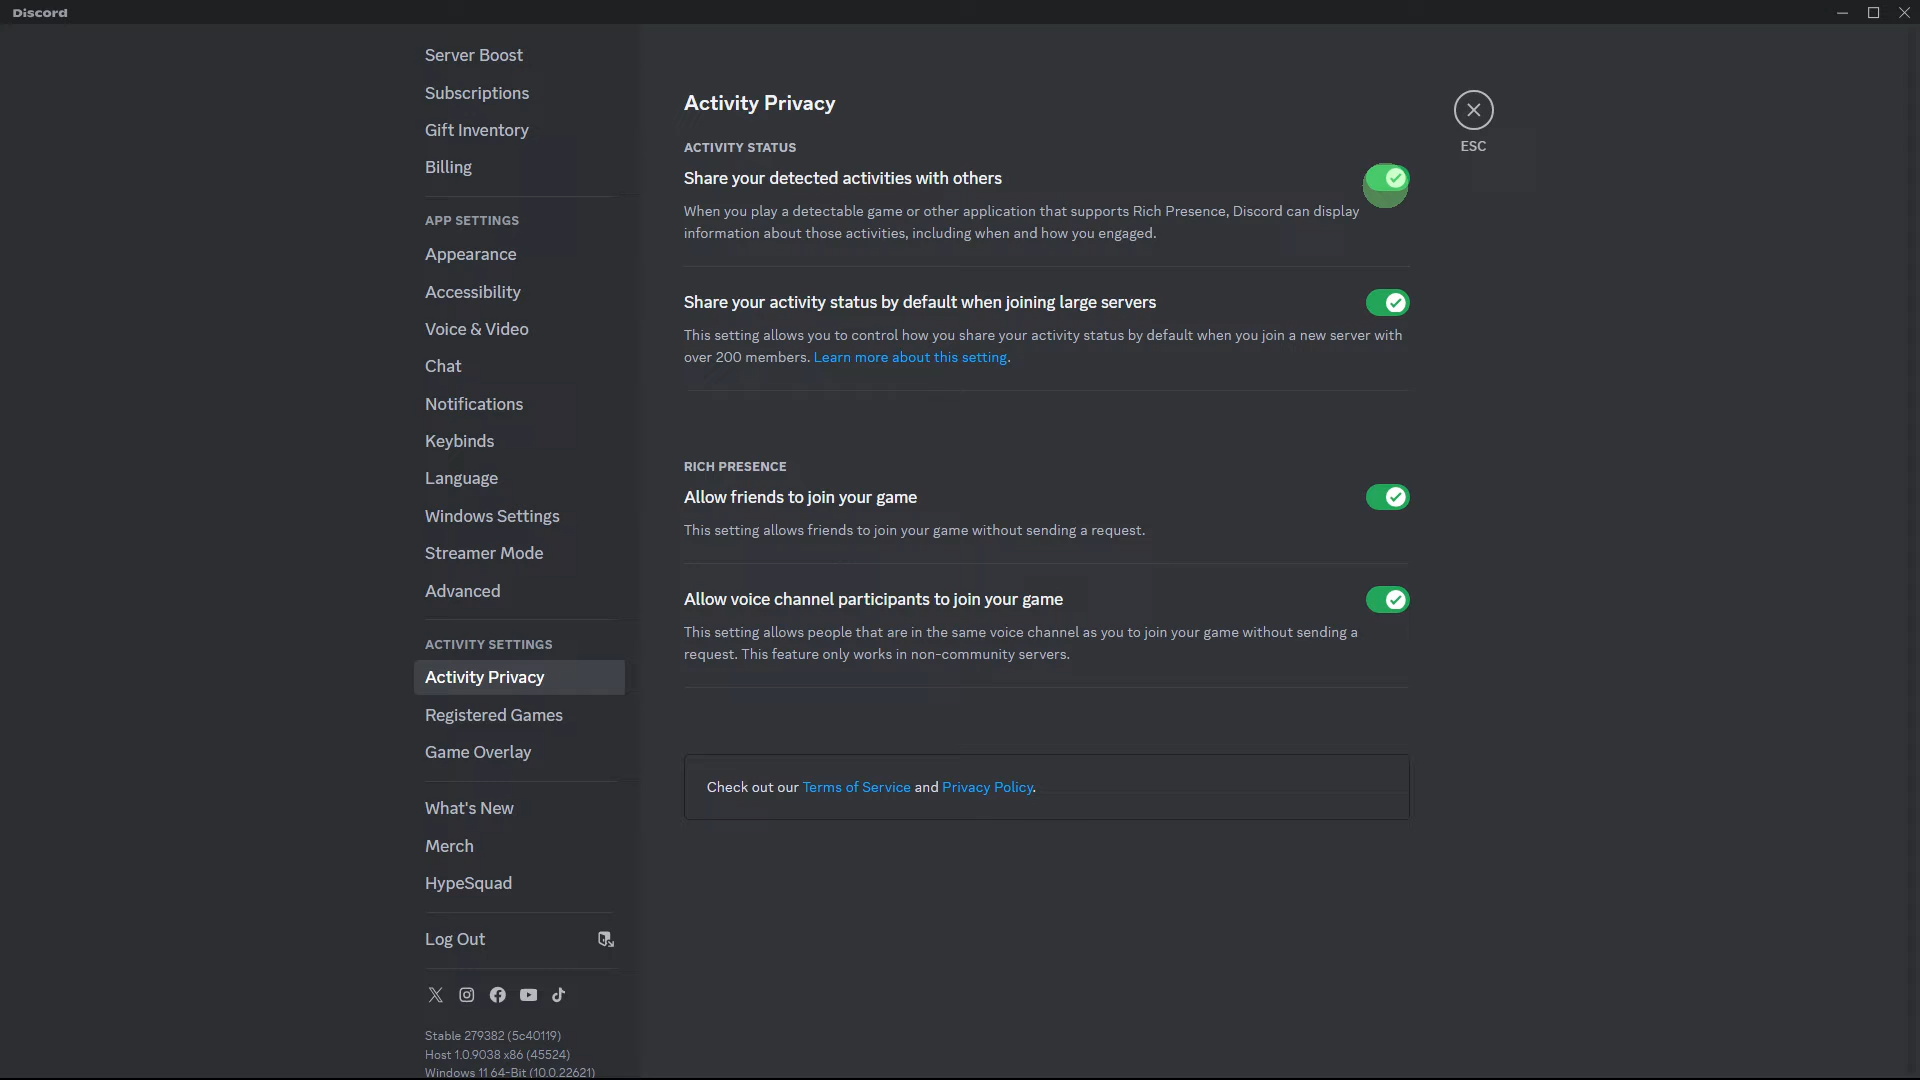 Discord
Server Boost
Subscriptions
Gift Inventory
Billing
APP SETTINGS
Appearance
Accessibility
Voice & Video
Chat
Notifications
Keybinds
Language
Windows Settings
Streamer Mode
Advanced
ACTIVITY SETTINGS
Activity Privacy
Registered Games
Game Overlay
What's New
Merch
HypeSquad
Log Out
Stable 279382 (5c40119)
Host 1.0.9038 x86 (45524)
Windows 11 64-Bit (10.0.22621)
Activity Privacy
ESC
ACTIVITY STATUS
Share your detected activities with others
When you play a detectable game or other application that supports Rich Presence, Discord can display
information about those activities, including when and how you engaged.
Share your activity status by default when joining large servers
This setting allows you to control how you share your activity status by default when you join a new server with
over 200 members. Learn more about this setting.
RICH PRESENCE
Allow friends to join your game
This setting allows friends to join your game without sending a request.
Allow voice channel participants to join your game
This setting allows people that are in the same voice channel as you to join your game without sending a
request. This feature only works in non-community servers.
Check out our Terms of Service and Privacy Policy.